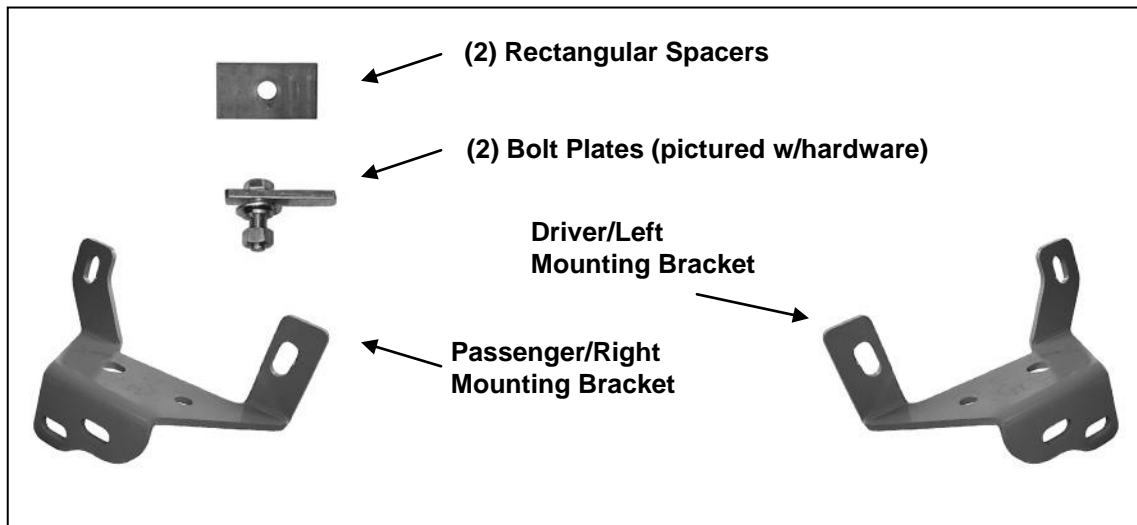 (2) Rectangular Spacers
(2) Bolt Plates (pictured w/hardware)
Driver/Left
Mounting Bracket
Passenger/Right
Mounting Bracket